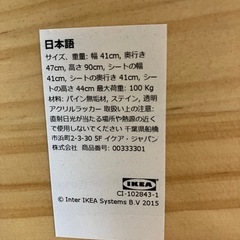 日本語
サイズ、重量: 幅 41cm, 奥行き
47cm, 高さ 90cm, シートの幅
41cm, シートの奥行き 41cm, シー
トの高さ 44cm 最大荷重: 100 Kg
材料: パイン無垢材, ステイン, 透明
アクリルラッカー 取扱い上の注意:
直射日光が当たる場所や熱源の近く
で使用しないでください 千葉県船橋
市浜町2-3-30 5F イケア・ジャパン
株式会社 商品番号: 00333301
IKEA
CI-102843-1
© Inter IKEA Systems B.V 2015